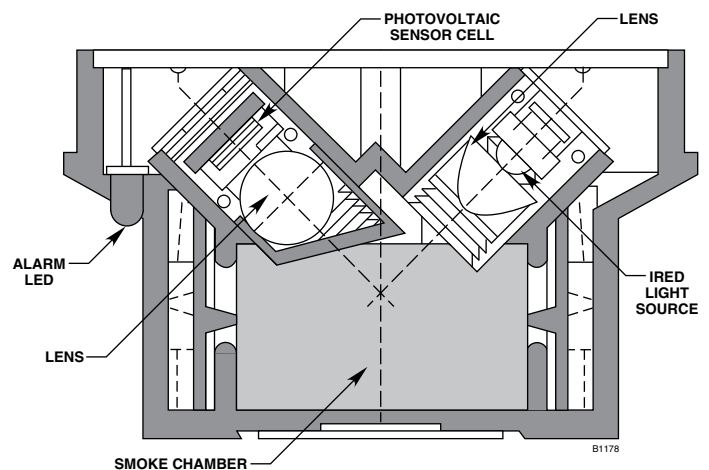 PHOTOVOLTAIC
SENSOR CELL
LENS
ALARM
LED
IRED
LIGHT
SOURCE
LENS
B1178
SMOKE CHAMBER